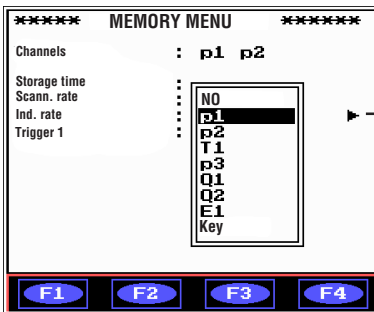 ***** MEMORY MENU ******
Channels : p1 p2
Storage time :
Scann. rate :
Ind. rate :
Trigger 1 :
NO
p1
p2
T1
p3
Q1
Q2
E1
Key
F1 F2 F3 F4